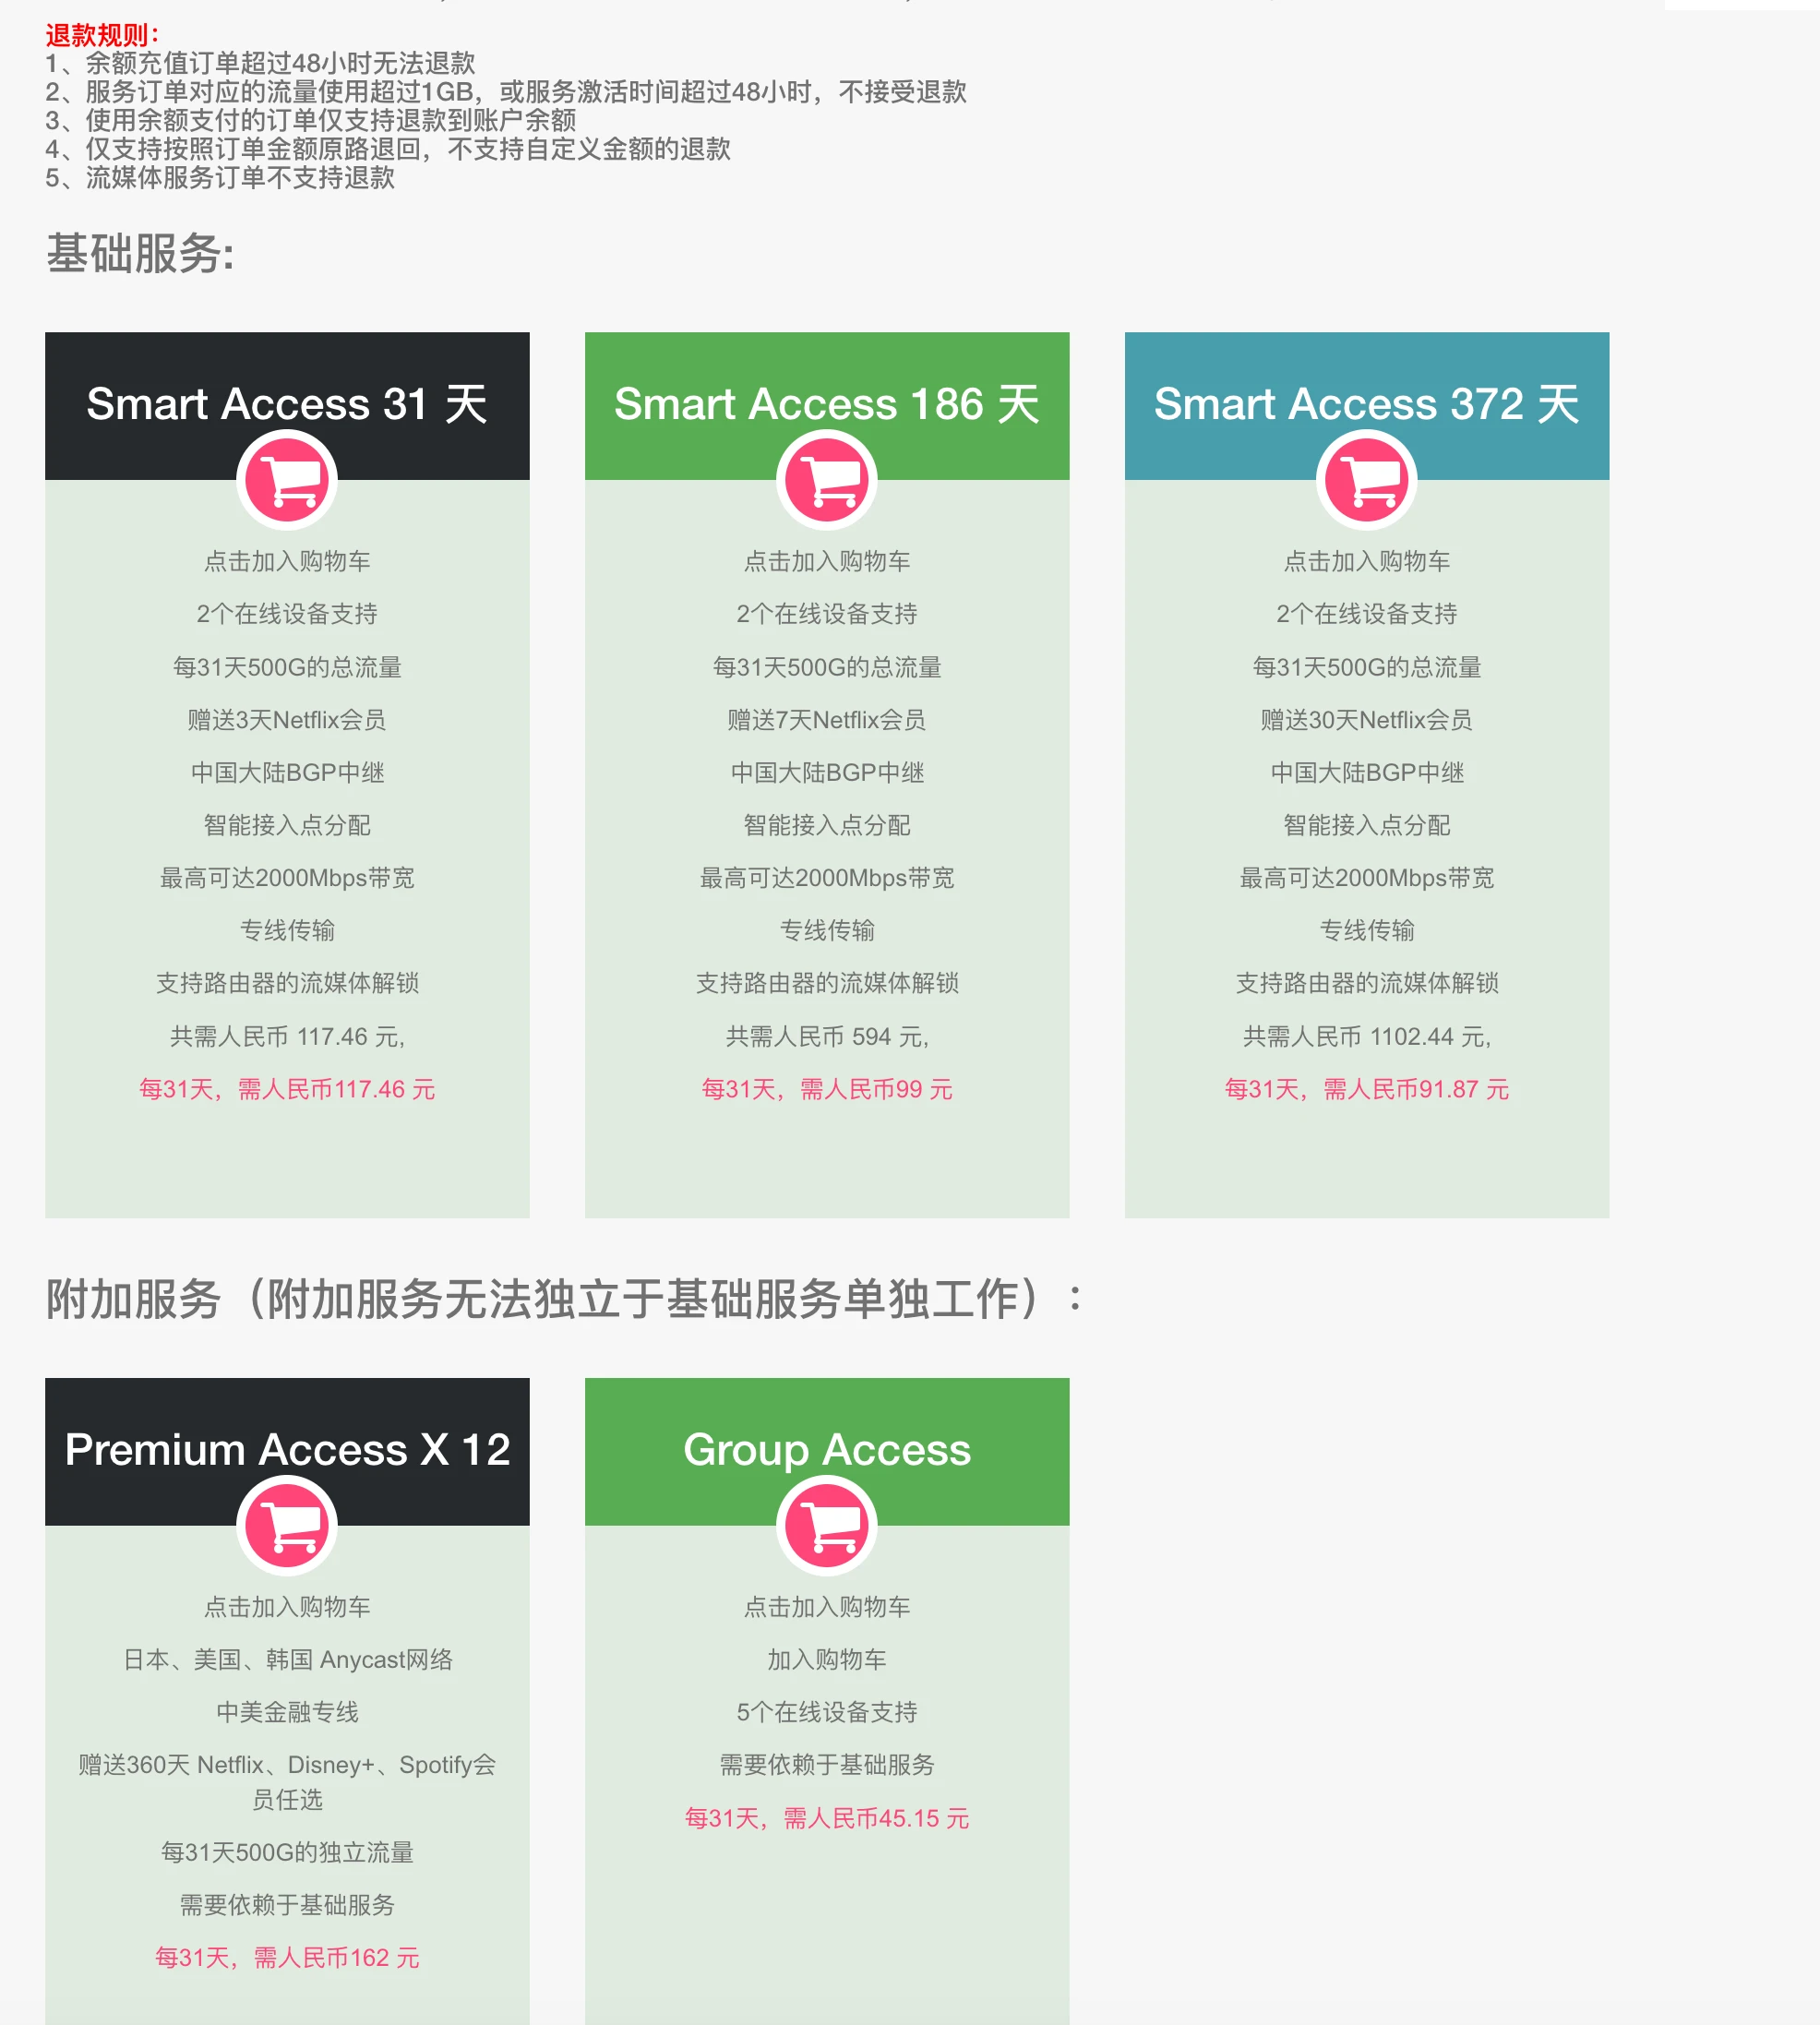 退款规则：
1、余额充值订单超过48小时无法退款
2、服务订单对应的流量使用超过1GB，或服务激活时间超过48小时，不接受退款
3、使用余额支付的订单仅支持退款到账户余额
4、仅支持按照订单金额原路退回，不支持自定义金额的退款
5、流媒体服务订单不支持退款
基础服务:
Smart Access 31 天
点击加入购物车
2个在线设备支持
每31天500G的总流量
赠送3天Netflix会员
中国大陆BGP中继
智能接入点分配
最高可达2000Mbps带宽
专线传输
支持路由器的流媒体解锁
共需人民币 117.46 元,
每31天，需人民币117.46 元
Smart Access 186 天
点击加入购物车
2个在线设备支持
每31天500G的总流量
赠送7天Netflix会员
中国大陆BGP中继
智能接入点分配
最高可达2000Mbps带宽
专线传输
支持路由器的流媒体解锁
共需人民币 594 元,
每31天，需人民币99 元
Smart Access 372 天
点击加入购物车
2个在线设备支持
每31天500G的总流量
赠送30天Netflix会员
中国大陆BGP中继
智能接入点分配
最高可达2000Mbps带宽
专线传输
支持路由器的流媒体解锁
共需人民币 1102.44 元,
每31天，需人民币91.87 元
附加服务（附加服务无法独立于基础服务单独工作）：
Premium Access X 12
点击加入购物车
日本、美国、韩国 Anycast网络
中美金融专线
赠送360天 Netflix、Disney+、Spotify会
员任选
每31天500G的独立流量
需要依赖于基础服务
每31天，需人民币162 元
Group Access
点击加入购物车
加入购物车
5个在线设备支持
需要依赖于基础服务
每31天，需人民币45.15 元